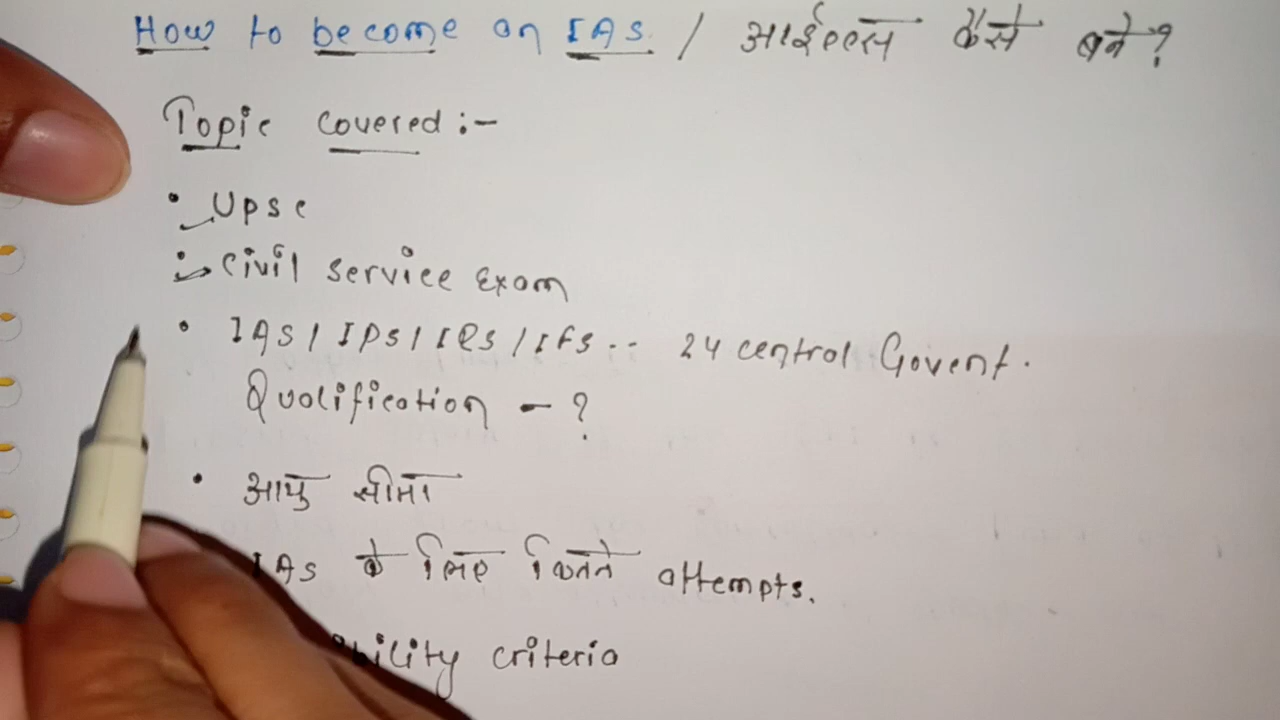 How to become an IAS. / आईएएस कैसे बने?
Topic covered :-
• Upsc
• Civil Service Exam
• IAS / IPS / IRS / IFS .. 24 central Govent.
Qualification - ?
• आयु सीमा
IAS के लिए कितने attempts.
bility criteria